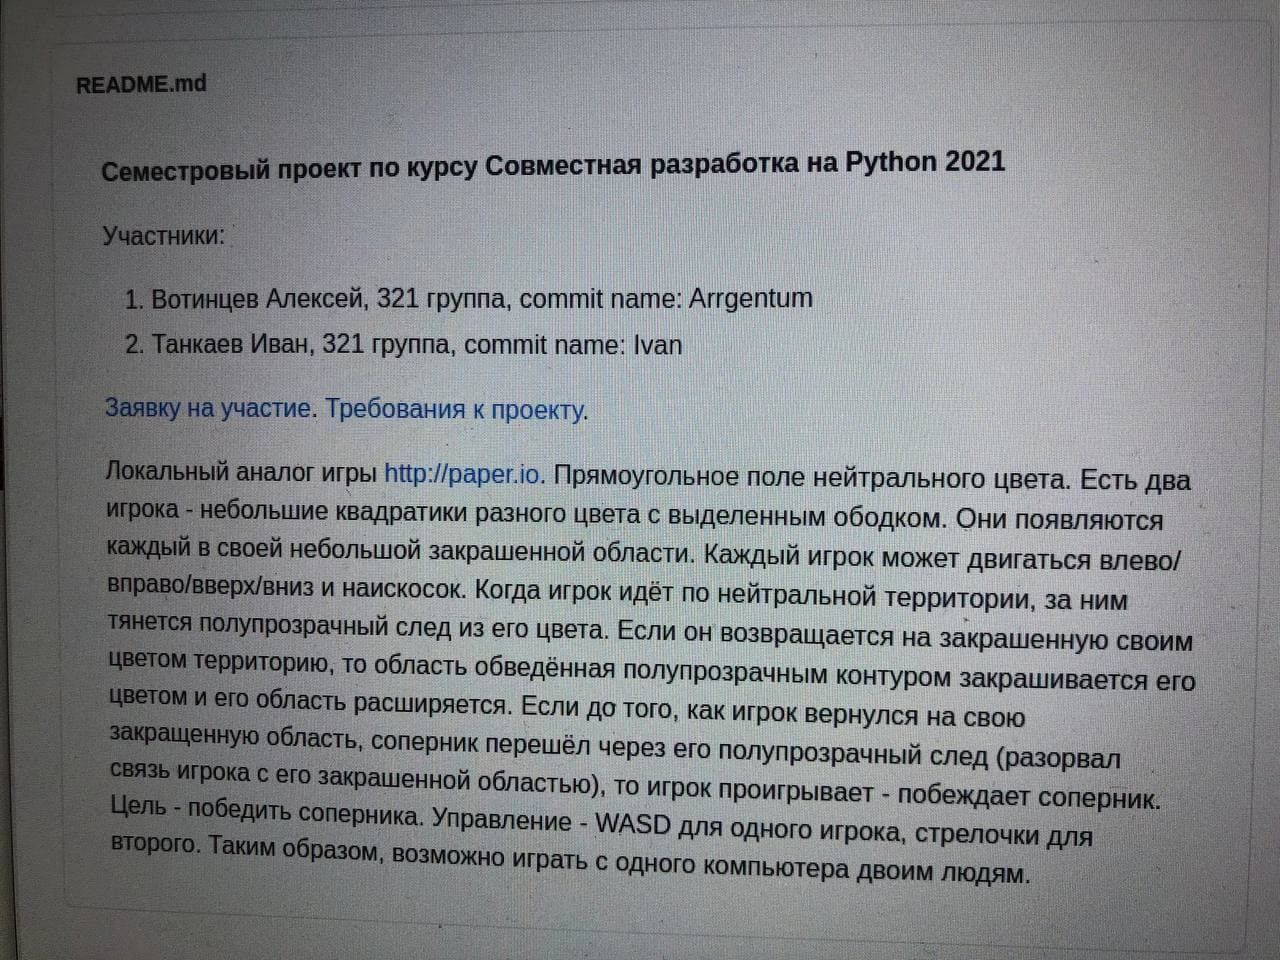 README.md
Семестровый проект по курсу Совместная разработка на Python 2021
Участники:
1. Вотинцев Алексей, 321 группа, commit name: Arrgentum
2. Танкаев Иван, 321 группа, commit name: Ivan
Заявку на участие. Требования к проекту.
Локальный аналог игры http://paper.io. Прямоугольное поле нейтрального цвета. Есть два
игрока - небольшие квадратики разного цвета с выделенным ободком. Они появляются
каждый в своей небольшой закрашенной области. Каждый игрок может двигаться влево/
вправо/вверх/вниз и наискосок. Когда игрок идёт по нейтральной территории, за ним
тянется полупрозрачный след из его цвета. Если он возвращается на закрашенную своим
цветом территорию, то область обведённая полупрозрачным контуром закрашивается его
цветом и его область расширяется. Если до того, как игрок вернулся на свою
закращенную область, соперник перешёл через его полупрозрачный след (разорвал
связь игрока с его закрашенной областью), то игрок проигрывает - побеждает соперник.
Цель - победить соперника. Управление - WASD для одного игрока, стрелочки для
второго. Таким образом, возможно играть с одного компьютера двоим людям.